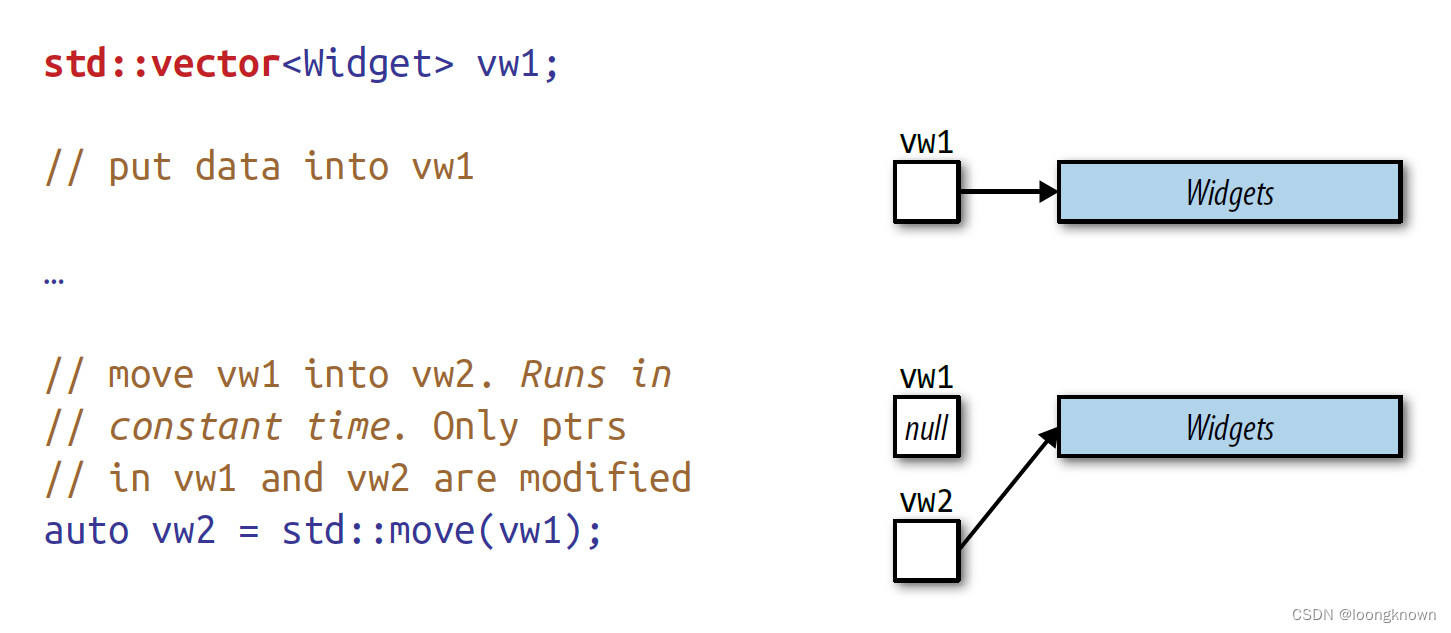 std::vector<Widget> vw1;
// put data into vw1
…
// move vw1 into vw2. Runs in
// constant time. Only ptrs
// in vw1 and vw2 are modified
auto vw2 = std::move(vw1);
vw1
Widgets
vw1
null
Widgets
vw2
CSDN @loongknown